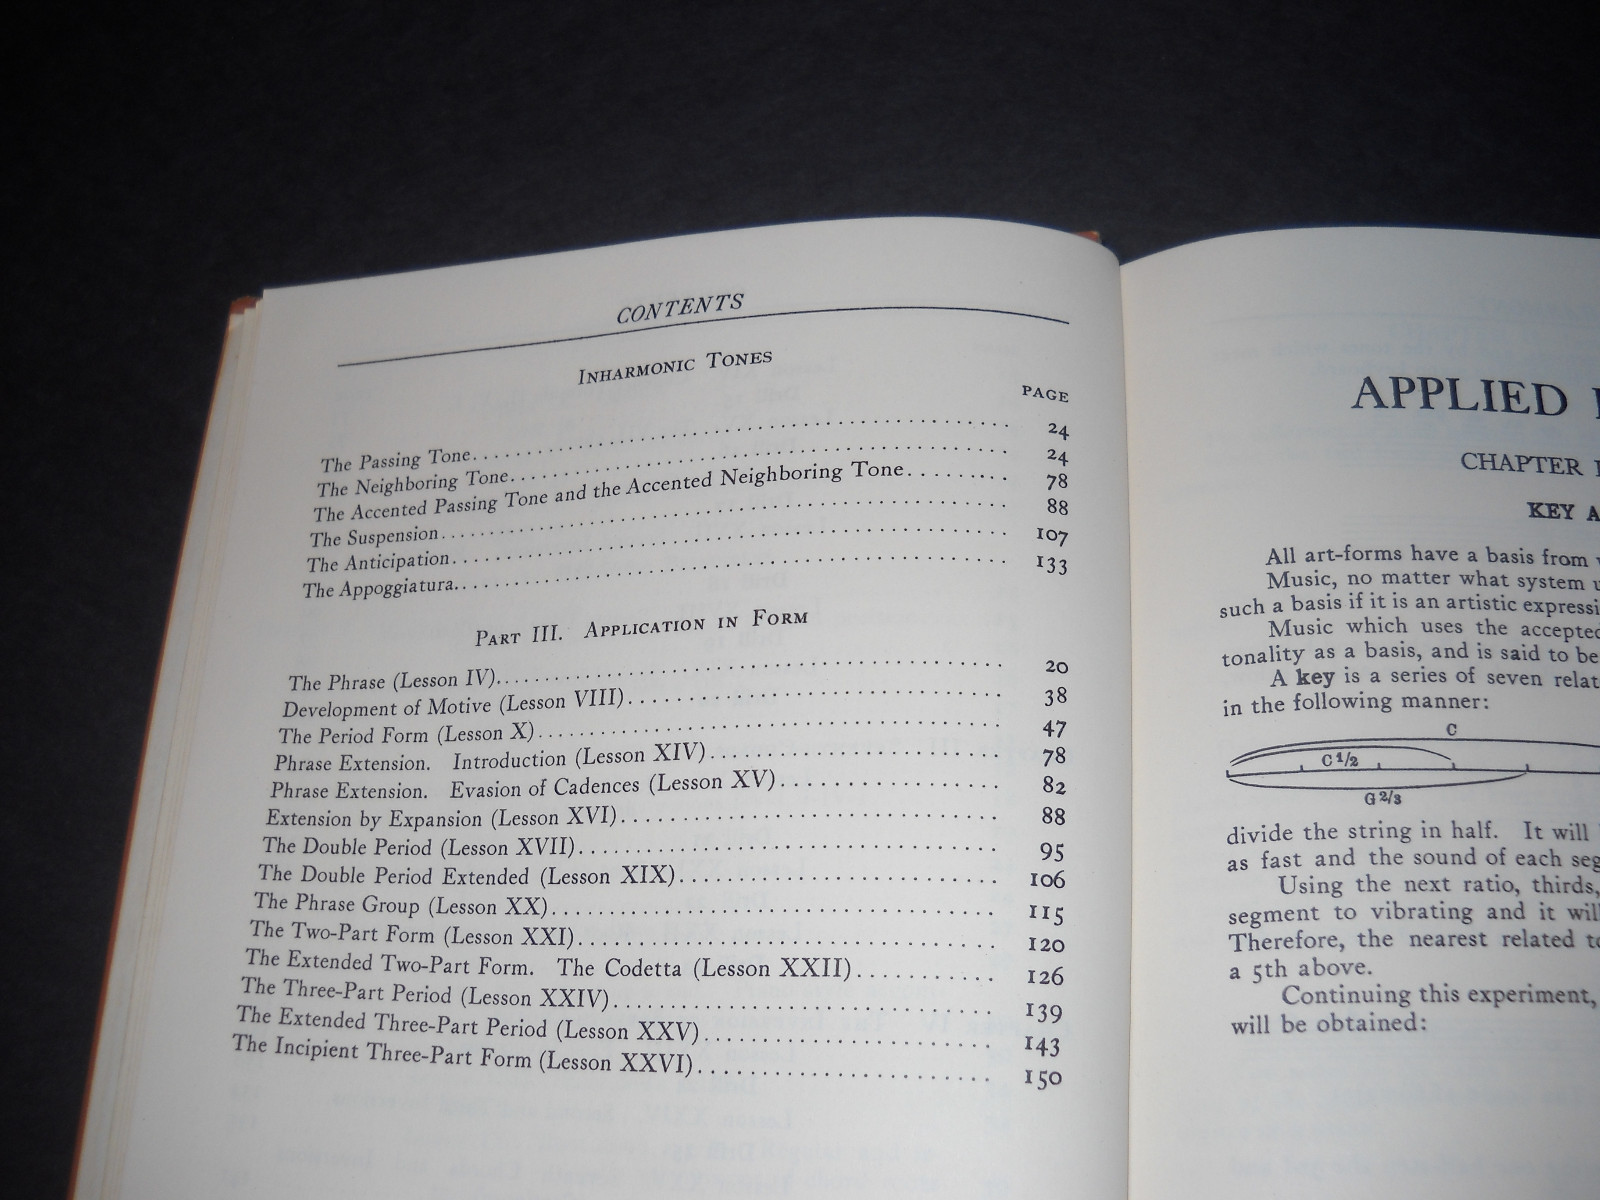 CONTENTS
INHARMONIC TONES
PAGE
The Passing Tone 24
The Neighboring Tone 24
The Accented Passing Tone and the Accented Neighboring Tone 78
The Suspension 88
The Anticipation 107
The Appoggiatura 133
PART III. APPLICATION IN FORM
The Phrase (Lesson IV) 20
Development of Motive (Lesson VIII) 38
The Period Form (Lesson X) 47
Phrase Extension. Introduction (Lesson XIV) 78
Phrase Extension. Evasion of Cadences (Lesson XV) 82
Extension by Expansion (Lesson XVI) 88
The Double Period (Lesson XVII) 95
The Double Period Extended (Lesson XIX) 106
The Phrase Group (Lesson XX) 115
The Two-Part Form (Lesson XXI) 120
The Extended Two-Part Form. The Codetta (Lesson XXII) 126
The Three-Part Period (Lesson XXIV) 139
The Extended Three-Part Period (Lesson XXV) 143
The Incipient Three-Part Form (Lesson XXVI) 150
APPLIED
CHAPTER I
KEY A
All art-forms have a basis from
Music, no matter what system
such a basis if it is an artistic expressi
Music which uses the accepted
tonality as a basis, and is said to be
A key is a series of seven relat
in the following manner:
C
C 1/2
G 2/3
divide the string in half. It will
as fast and the sound of each seg
Using the next ratio, thirds,
segment to vibrating and it will
Therefore, the nearest related to
a 5th above.
Continuing this experiment,
will be obtained: